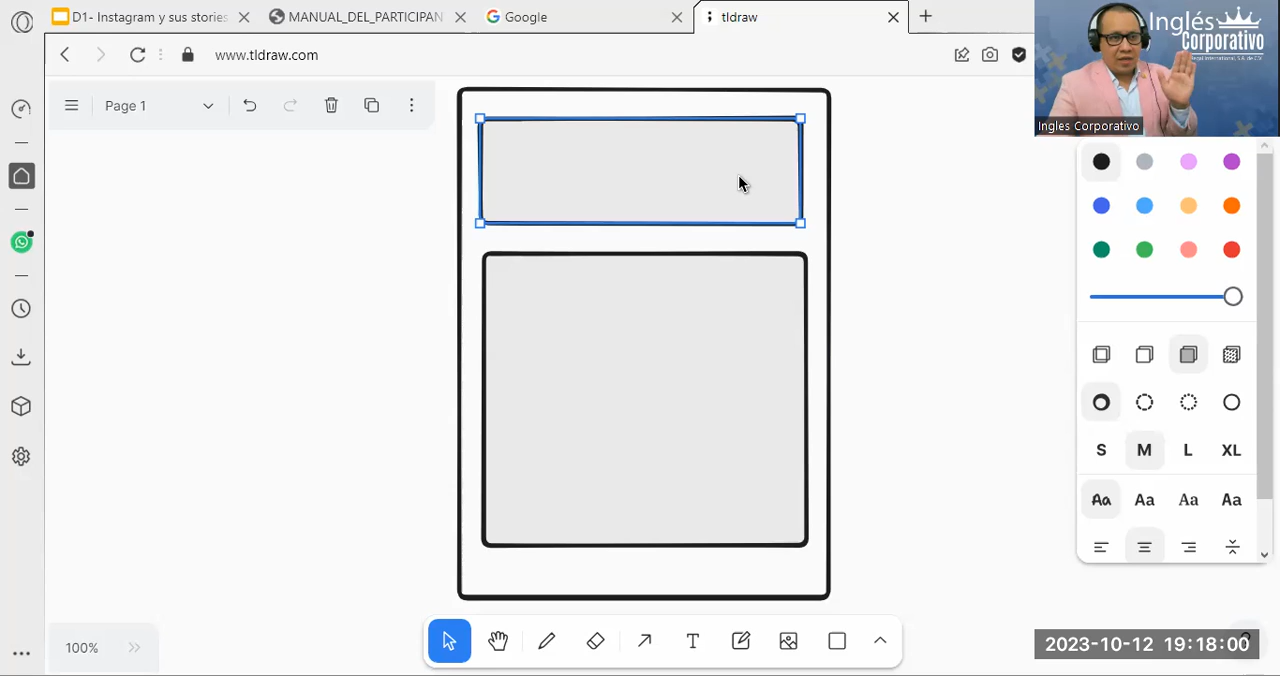 D1- Instagram y sus stories
MANUAL_DEL_PARTICIPAN
Google
tldraw
www.tldraw.com
Page 1
Inglés
Corporativo
Ingles Corporativo
S M L XL
Aa Aa Aa Aa
100%
2023-10-12 19:18:00